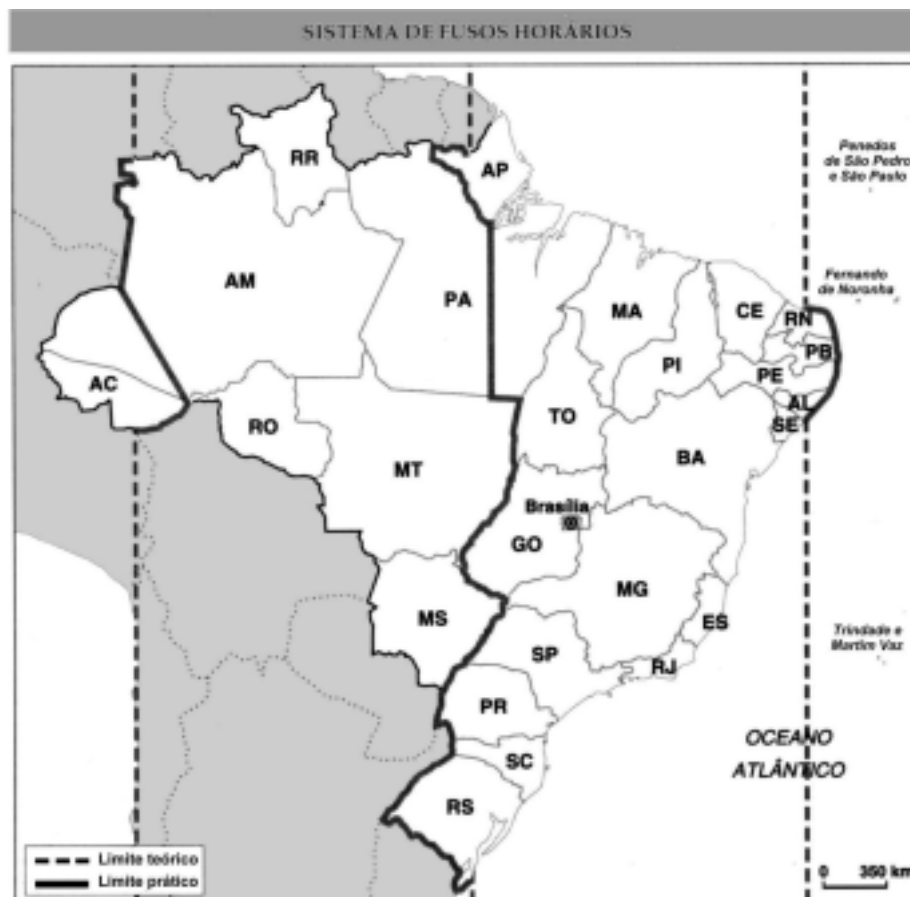 SISTEMA DE FUSOS HORÁRIOS
Penedos
de São Pedro
e São Paulo
RR
AP
Fernando
de Noronha
AM
PA
MA
CE
RN
PB
PI
PE
AC
AL
SE
RO
TO
MT
BA
Brasília
GO
MG
MS
ES
SP
RJ
Trindade e
Martim Vaz
PR
SC
OCEANO
ATLÂNTICO
RS
Limite teórico
Limite prático
0 350 km